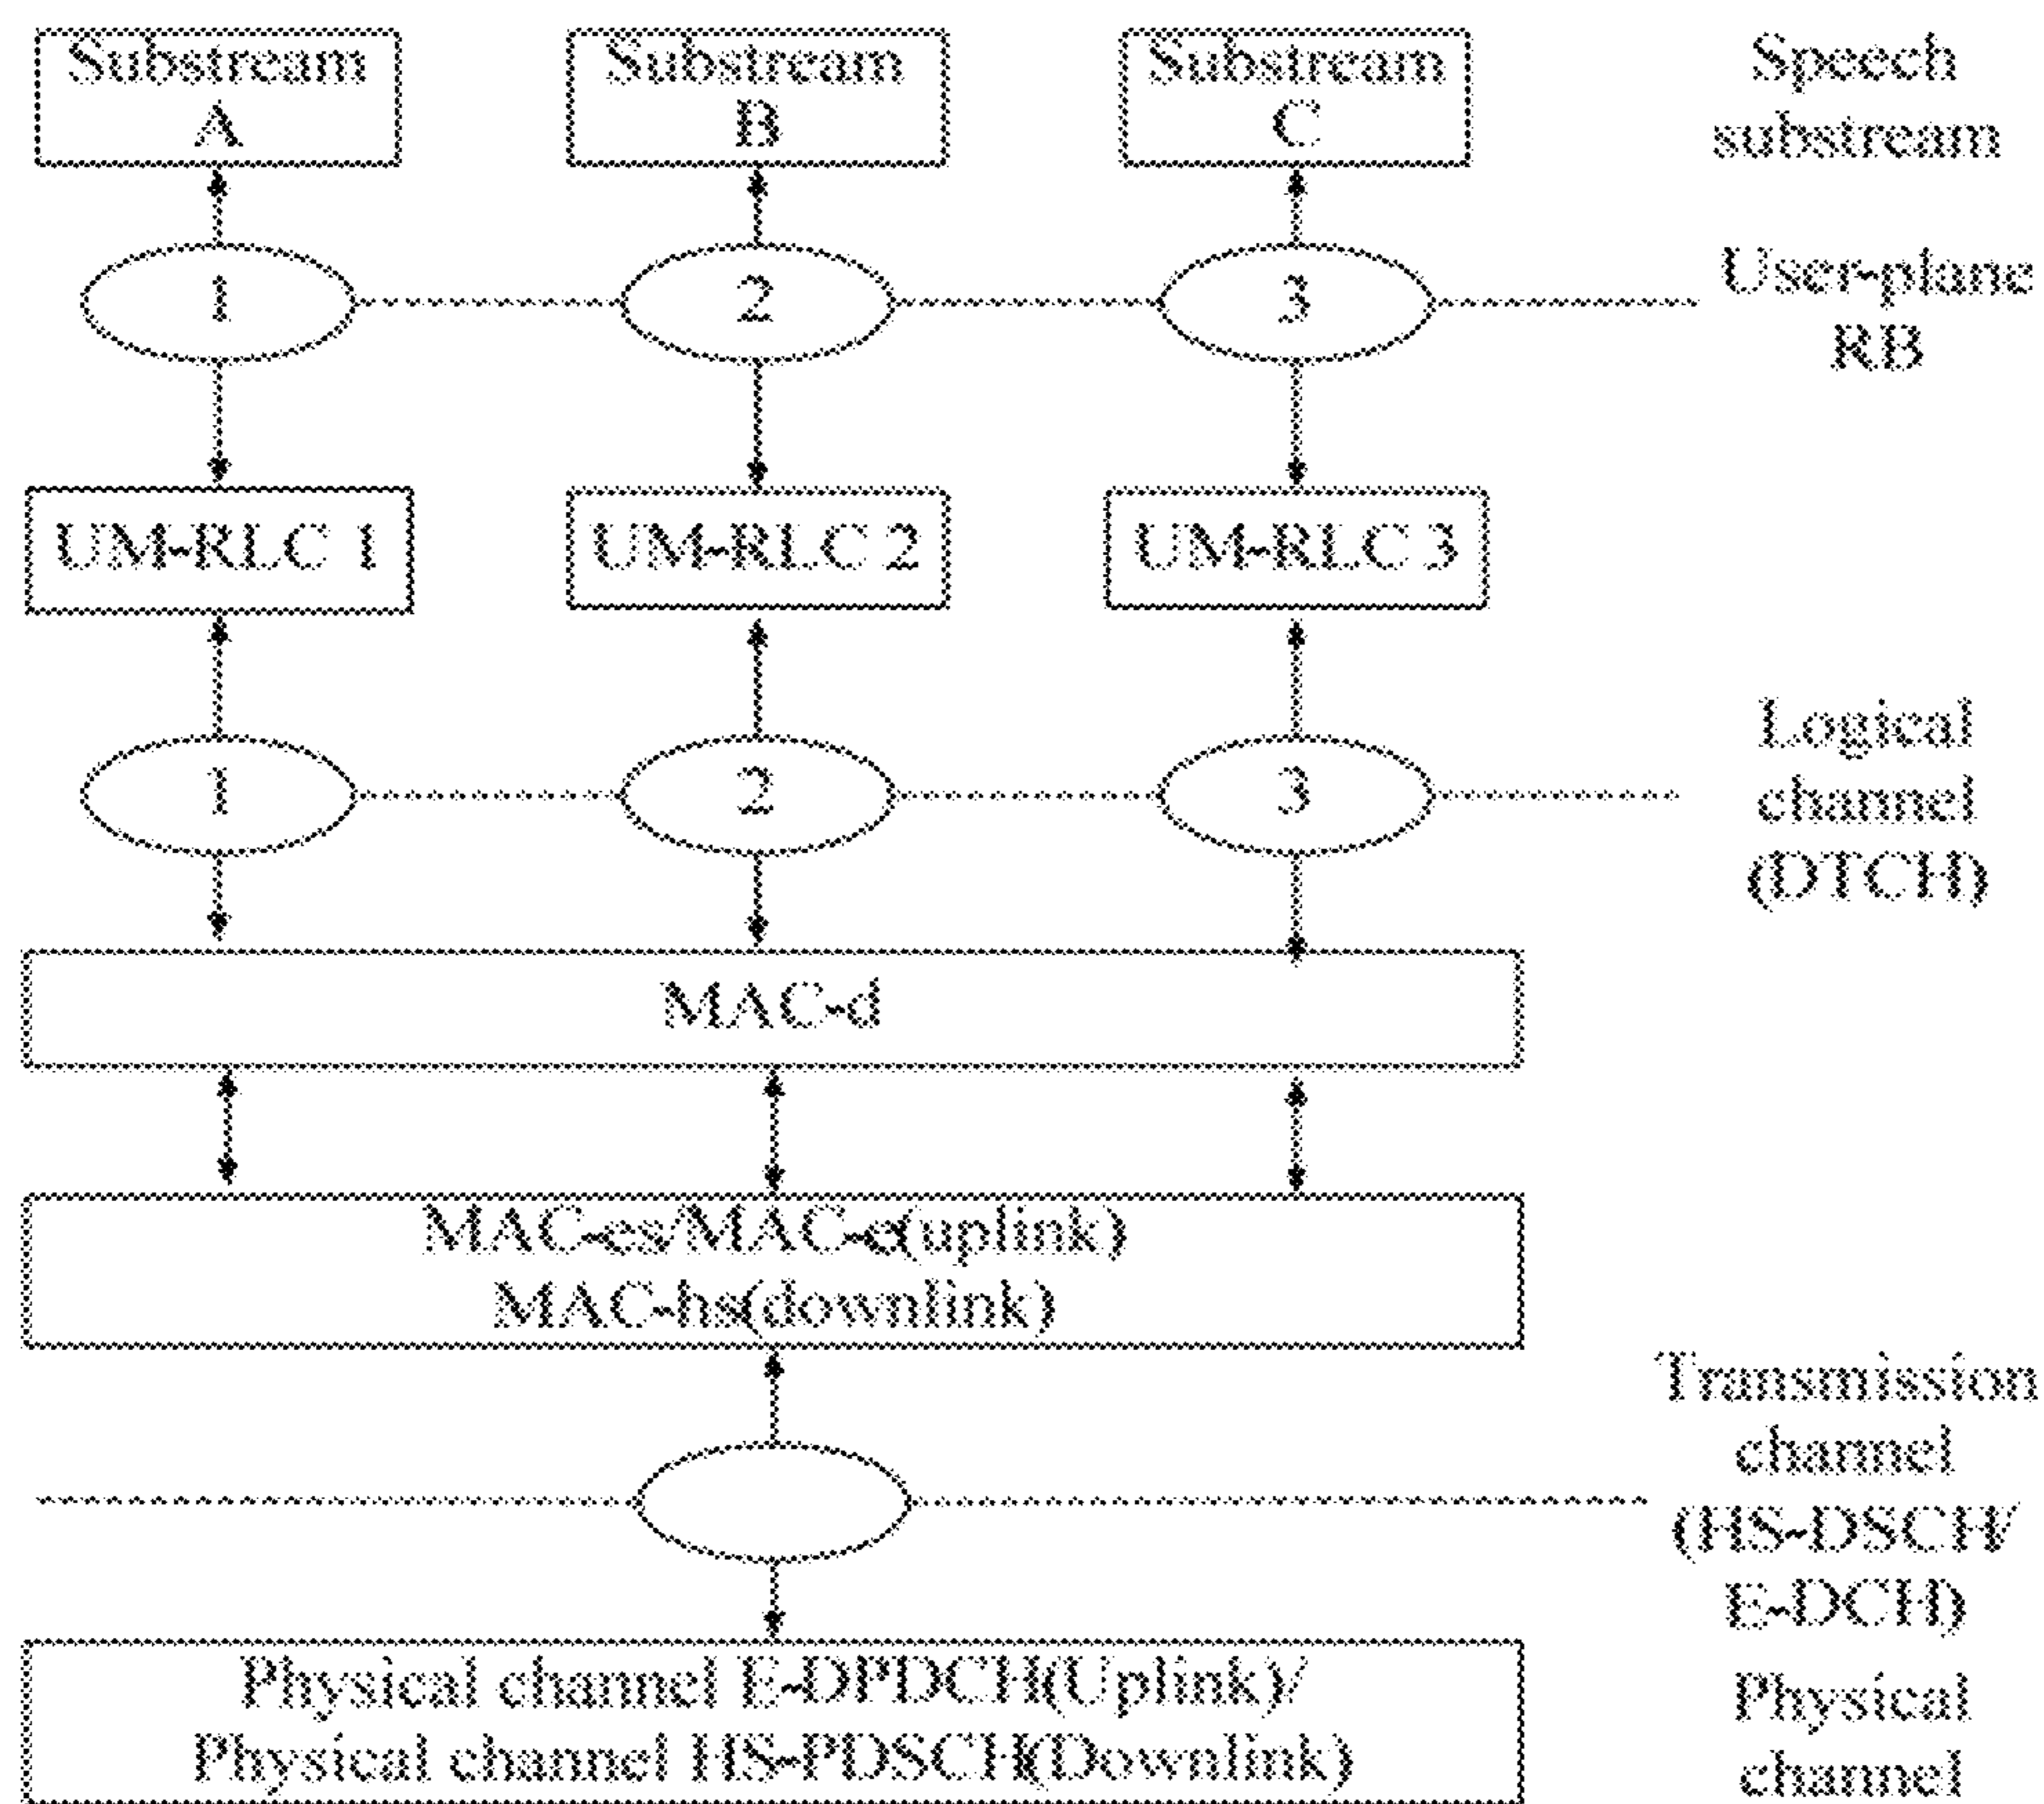 Substream
A
Substream
B
Substream
C
Speech
substream
1
2
3
User-plane
RB
UM-RLC 1
UM-RLC 2
UM-RLC 3
1
2
3
Logical
channel
(DTCH)
MAC-d
MAC-es/MAC-e(uplink)
MAC-hs(downlink)
Transmission
channel
(HS-DSCH/
E-DCH)
Physical channel E-DPDCH(Uplink)/
Physical channel HS-PDSCH(Downlink)
Physical
channel